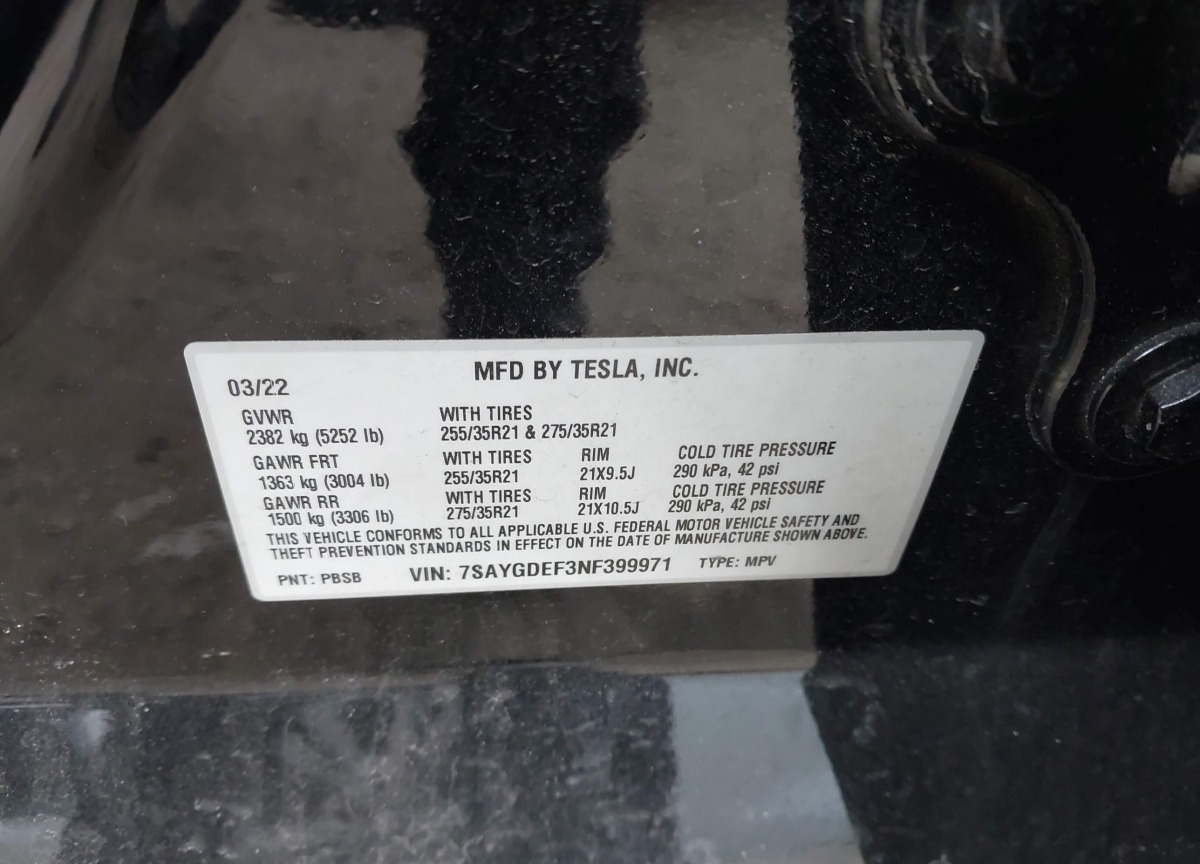 MFD BY TESLA, INC.
03/22
GVWR WITH TIRES
2382 kg (5252 lb) 255/35R21 & 275/35R21
GAWR FRT WITH TIRES RIM COLD TIRE PRESSURE
1363 kg (3004 lb) 255/35R21 21X9.5J 290 kPa, 42 psi
GAWR RR WITH TIRES RIM COLD TIRE PRESSURE
1500 kg (3306 lb) 275/35R21 21X10.5J 290 kPa, 42 psi
THIS VEHICLE CONFORMS TO ALL APPLICABLE U.S. FEDERAL MOTOR VEHICLE SAFETY AND
THEFT PREVENTION STANDARDS IN EFFECT ON THE DATE OF MANUFACTURE SHOWN ABOVE.
PNT: PBSB VIN: 7SAYGDEF3NF399971 TYPE: MPV